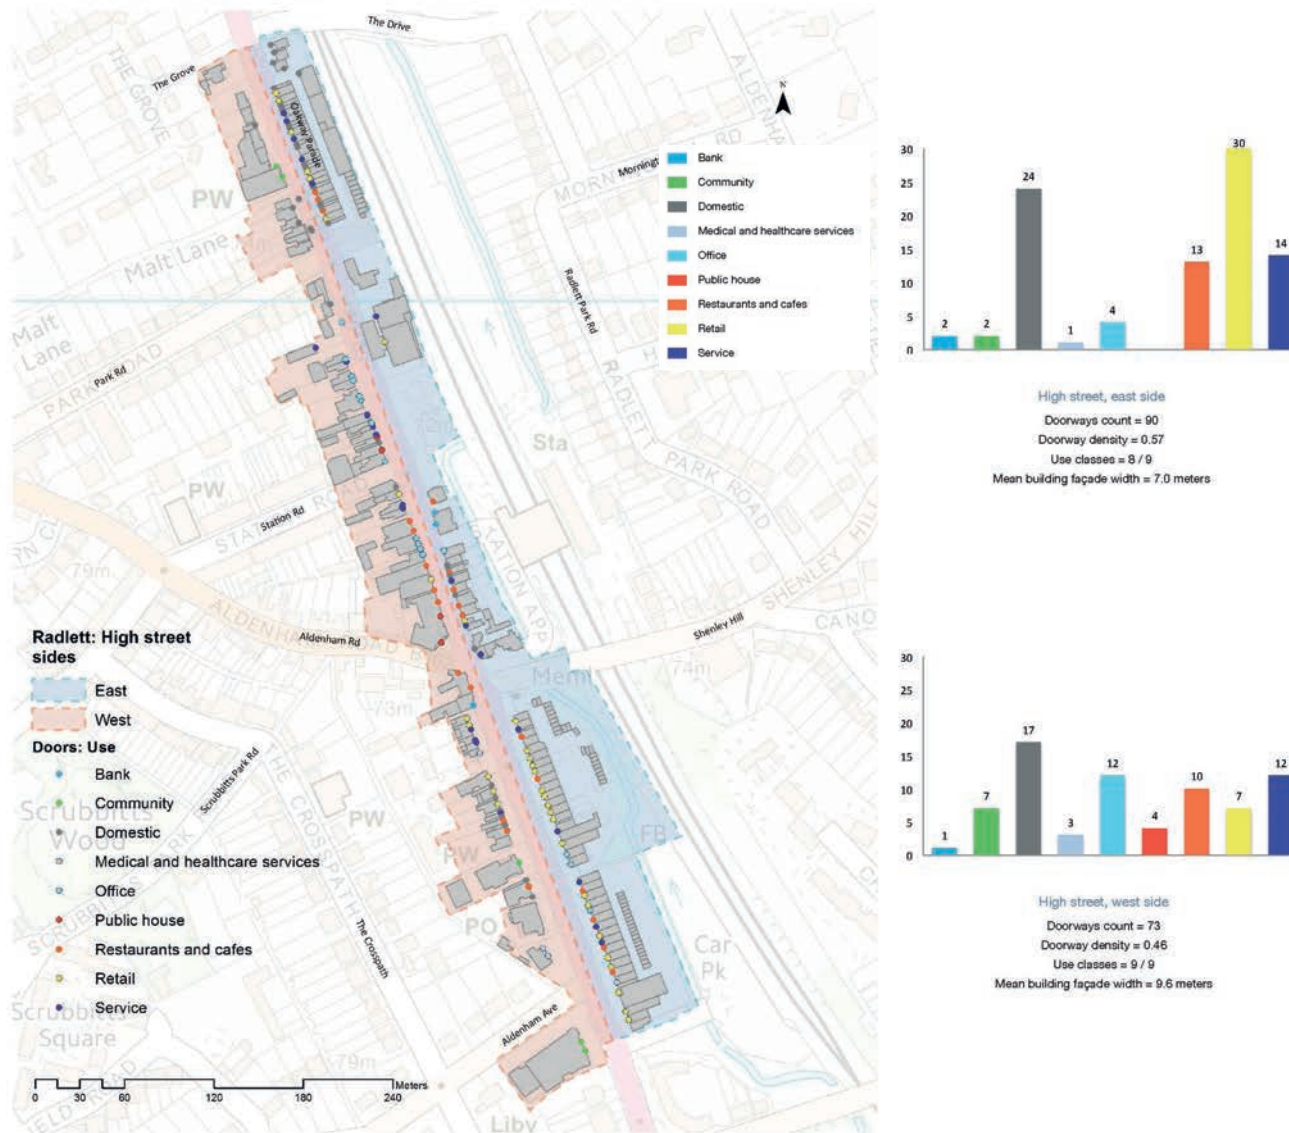 The Drive
The Grove
THE GROVE
ALDENHA
N
Oakway Parade
PW
Malt Lane
Malt
Lane
PARK ROAD
Park Rd
Mornington
RD
Radlett Park Rd
RADLETT
PARK ROAD
Sta
PW
STATION ROAD
Station Rd
STATION APP
SHENLEY HILL
Shenley Hill
CANO
79m
Aldenham Rd
Meml
74m
73m
Scrubbitts Park Rd
THE CROSSPATH
The Crosspath
PW
PW
PO
FB
Car
Pk
Scrubbitts
Wood
Scrubbitts
Square
Aldenham Ave
79m
Liby
Radlett: High street
sides
East
West
Doors: Use
Bank
Community
Domestic
Medical and healthcare services
Office
Public house
Restaurants and cafes
Retail
Service
Meters
0 30 60 120 180 240
Bank
Community
Domestic
Medical and healthcare services
Office
Public house
Restaurants and cafes
Retail
Service
30
25
20
15
10
5
0
2 2 24 1 4 13 30 14
High street, east side
Doorways count = 90
Doorway density = 0.57
Use classes = 8 / 9
Mean building façade width = 7.0 meters
30
25
20
15
10
5
0
1 7 17 3 12 4 10 7 12
High street, west side
Doorways count = 73
Doorway density = 0.46
Use classes = 9 / 9
Mean building façade width = 9.6 meters